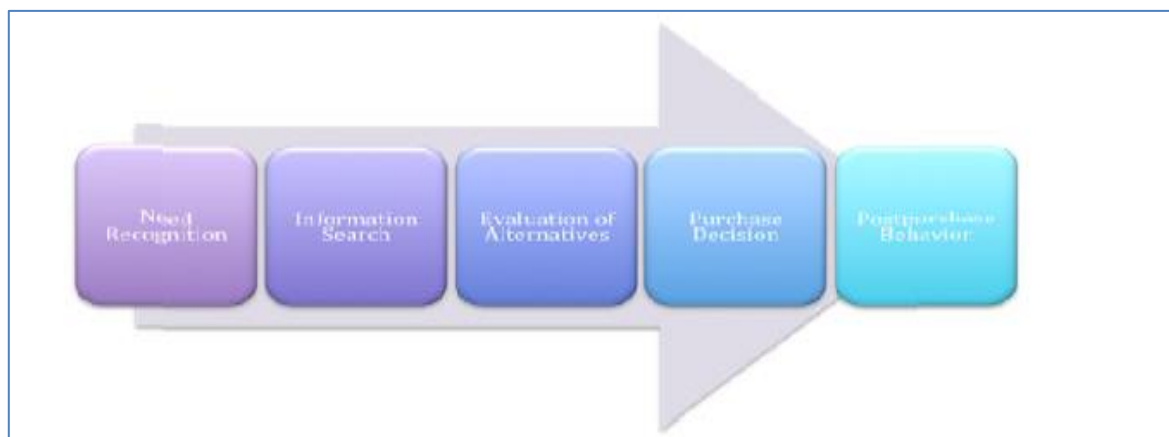 Need
Recognition
Information
Search
Evaluation of
Alternatives
Purchase
Decision
Postpurchase
Behavior